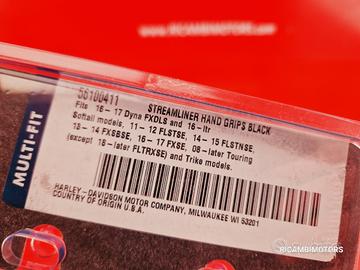 www.RICAMBIMOTORS.com
56100411
STREAMLINER HAND GRIPS BLACK
Fits 16-17 Dyna FXDLS and 16-ltr
Softail models, 11-12 FLSTSE, 14-15 FLSTNSE,
13-14 FXSBSE, 16-17 FXSE, 08-later Touring
(except 18-later FLTRXSE) and Trike models.
MULTI-FIT
HARLEY-DAVIDSON MOTOR COMPANY, MILWAUKEE WI 53201
COUNTRY OF ORIGIN U.S.A.
RICAMBIMOTORS